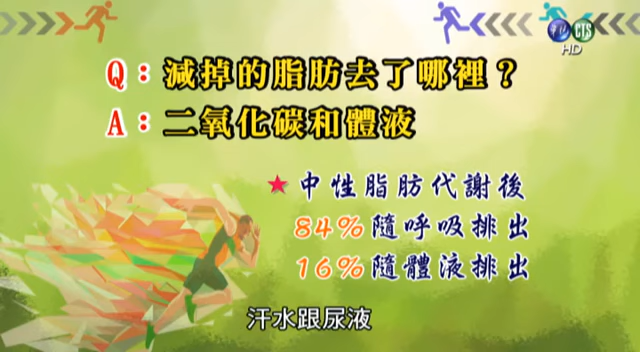 CTS
HD
Q：減掉的脂肪去了哪裡？
A：二氧化碳和體液
★中性脂肪代謝後
84%隨呼吸排出
16%隨體液排出
汗水跟尿液